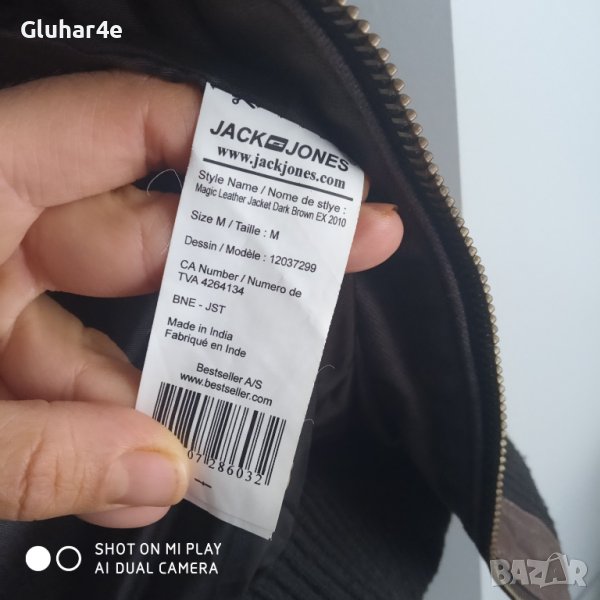 Gluhar4e
JACK JONES
www.jackjones.com
Style Name / Nome de stlye :
Magic Leather Jacket Dark Brown EX 2010
Size M / Taille : M
Dessin / Modèle : 12037299
CA Number / Numero de
TVA 4264134
BNE - JST
Made in India
Fabriqué en Inde
Bestseller A/S
www.bestseller.com
07286032
SHOT ON MI PLAY
AI DUAL CAMERA
BAZAR